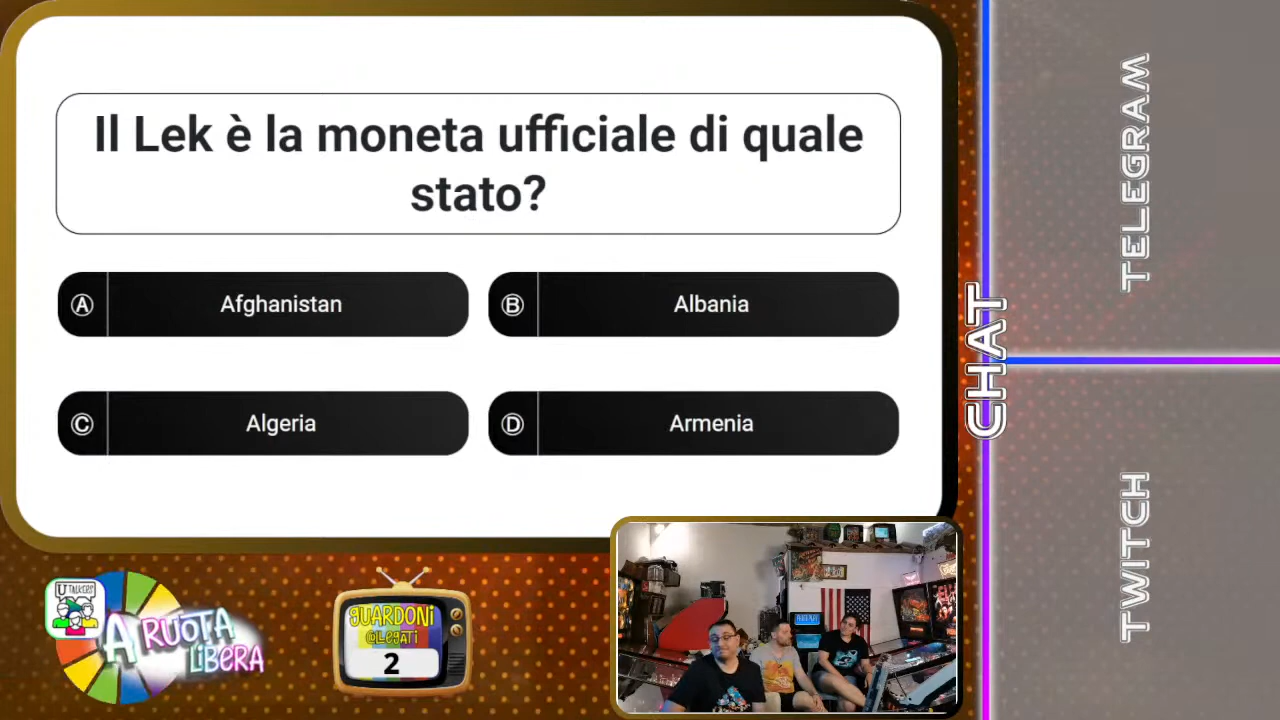 Il Lek è la moneta ufficiale di quale
stato?
A Afghanistan
B Albania
C Algeria
D Armenia
CHAT
TELEGRAM
TWITCH
U TALKERS
A RUOTA
LIBERA
GUARDONI
@LEGATI
2